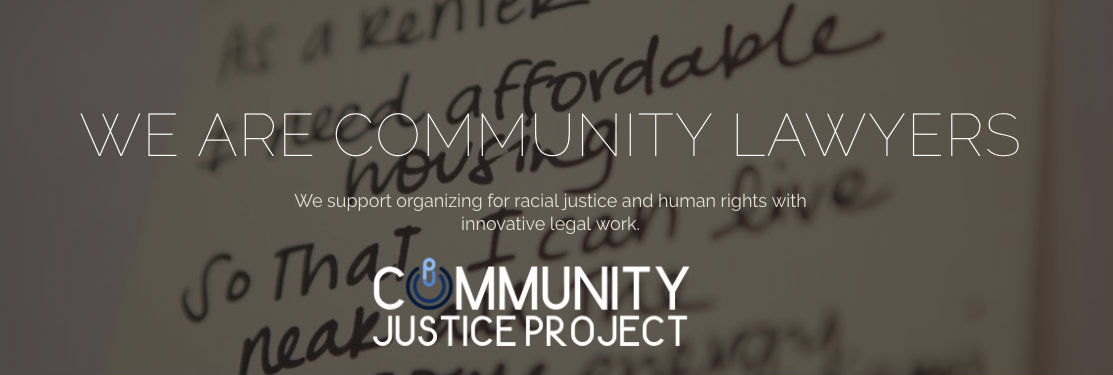 As a Renter
I need affordable
housing
So That I can live
near
WE ARE COMMUNITY LAWYERS
We support organizing for racial justice and human rights with
innovative legal work.
COMMUNITY
JUSTICE PROJECT